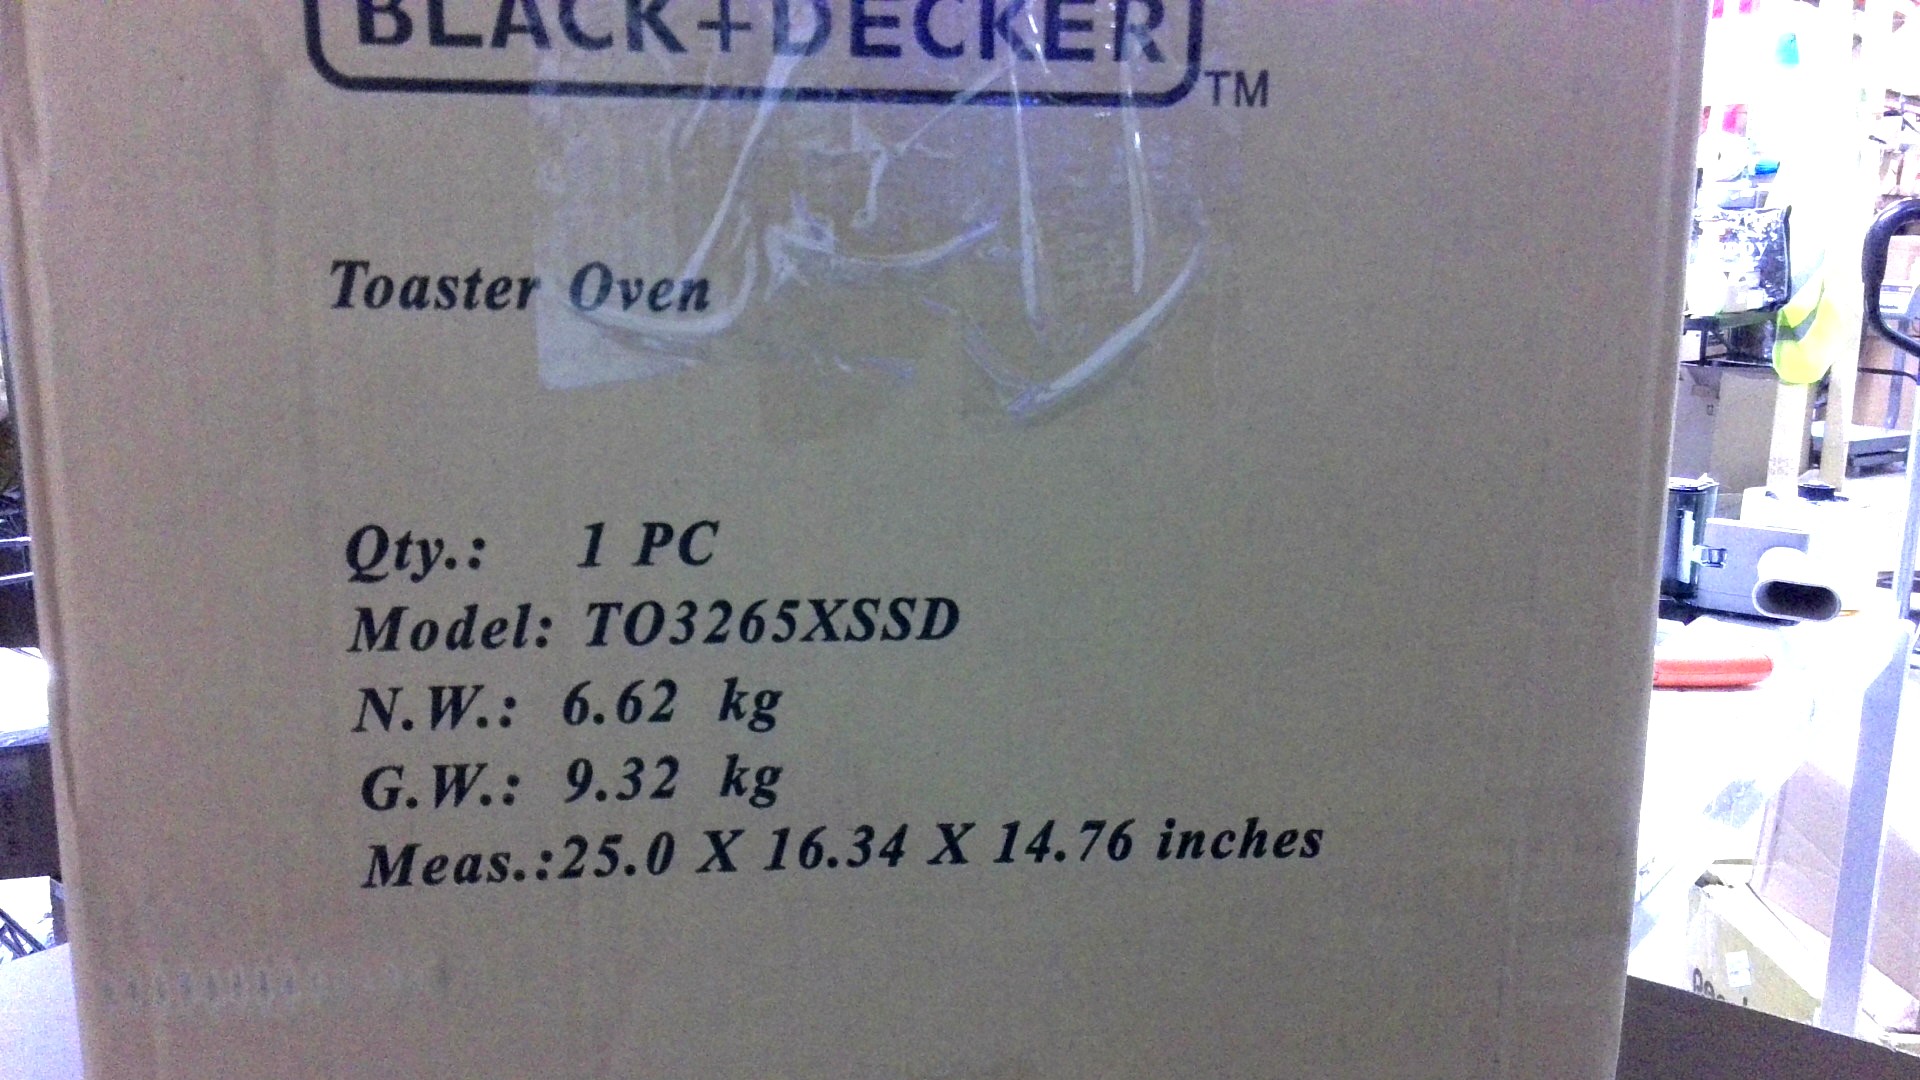 BLACK+DECKER
TM
Toaster Oven
Qty.: 1 PC
Model: TO3265XSSD
N.W.: 6.62 kg
G.W.: 9.32 kg
Meas.:25.0 X 16.34 X 14.76 inches